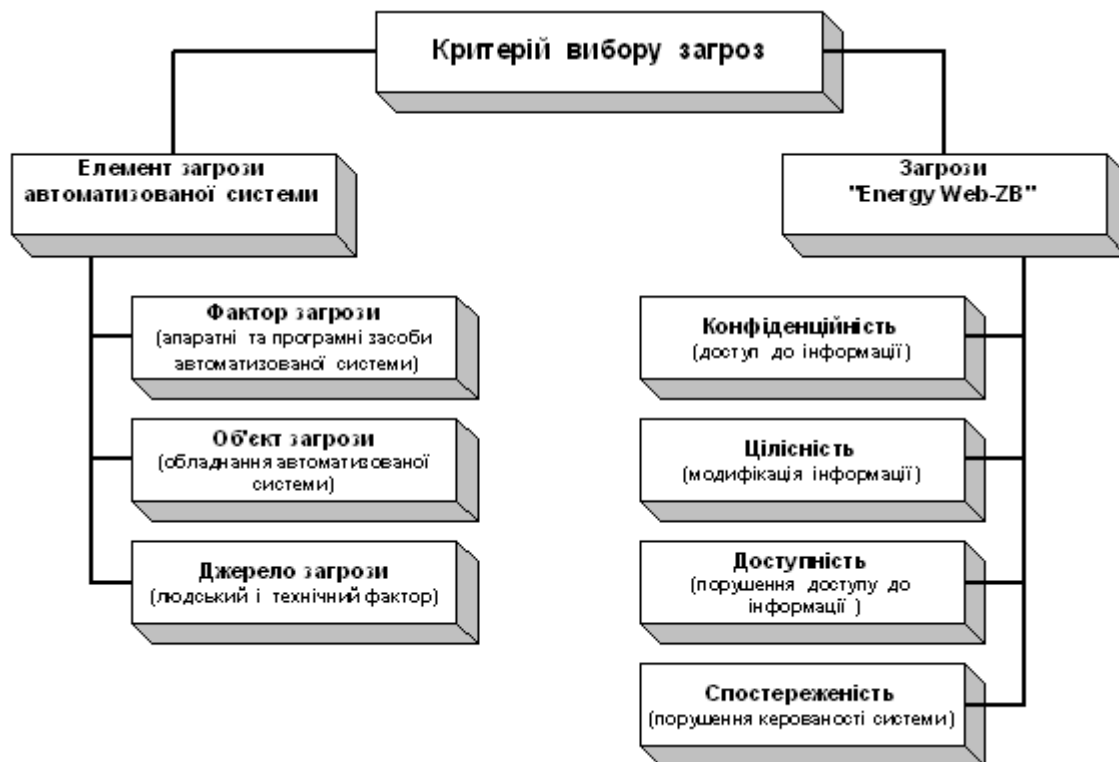 Критерій вибору загроз
Елемент загрози
автоматизованої системи
Фактор загрози
(апаратні та програмні засоби
автоматизованої системи)
Об'єкт загрози
(обладнання автоматизованої
системи)
Джерело загрози
(людський і технічний фактор)
Загрози
"Energy Web-ZB"
Конфіденційність
(доступ до інформації)
Цілісність
(модифікація інформації)
Доступність
(порушення доступу до
інформації )
Спостереженість
(порушення керованості системи)